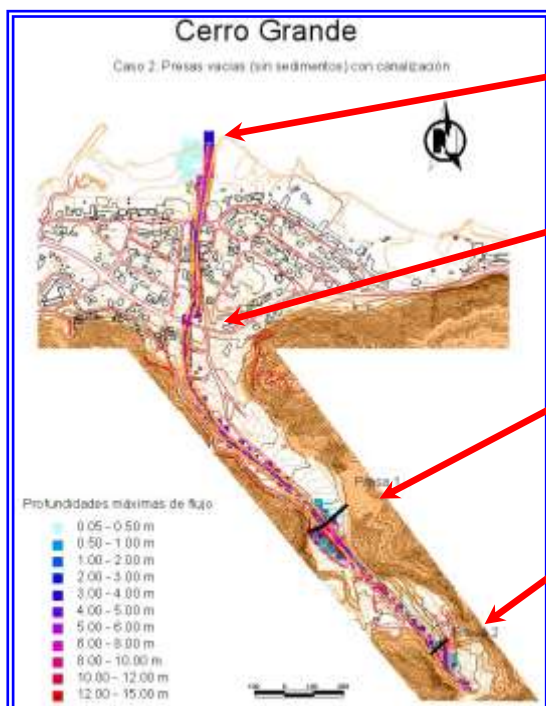 Cerro Grande
Caso 2: Presas vacías (sin sedimentos) con canalización
N
Presa 1
Presa 2
Profundidades máximas de flujo
0.05 - 0.50 m
0.50 - 1.00 m
1.00 - 2.00 m
2.00 - 3.00 m
3.00 - 4.00 m
4.00 - 5.00 m
5.00 - 6.00 m
6.00 - 8.00 m
8.00 - 10.00 m
10.00 - 12.00 m
12.00 - 15.00 m